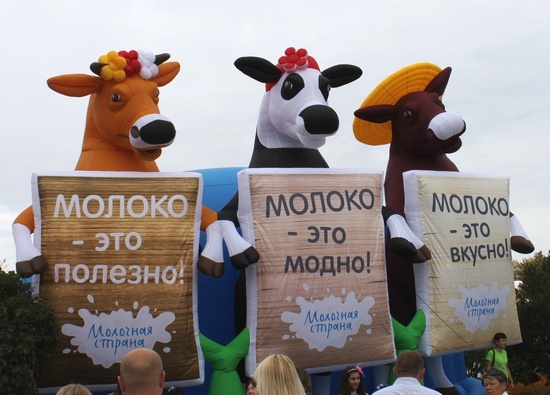 МОЛОКО
- ЭТО
ПОЛЕЗНО!
Молочная
страна
МОЛОКО
- ЭТО
МОДНО!
Молочная
страна
МОЛОКО
- ЭТО
ВКУСНО!
Молочная
страна